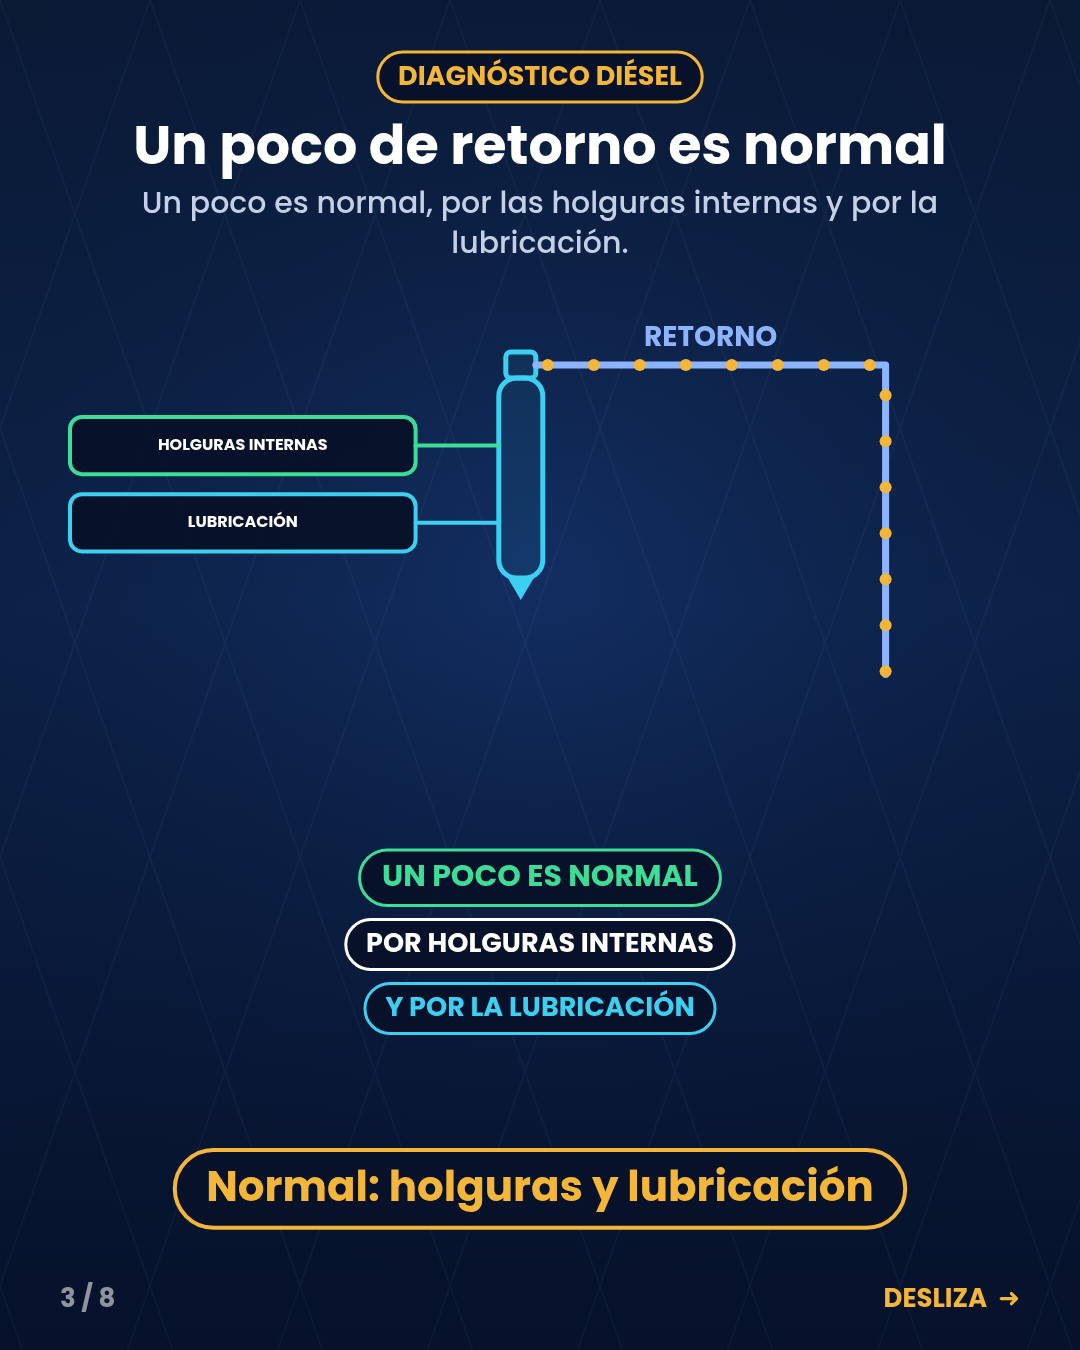 DIAGNÓSTICO DIÉSEL
Un poco de retorno es normal
Un poco es normal, por las holguras internas y por la
lubricación.
RETORNO
HOLGURAS INTERNAS
LUBRICACIÓN
UN POCO ES NORMAL
POR HOLGURAS INTERNAS
Y POR LA LUBRICACIÓN
Normal: holguras y lubricación
3 / 8
DESLIZA →